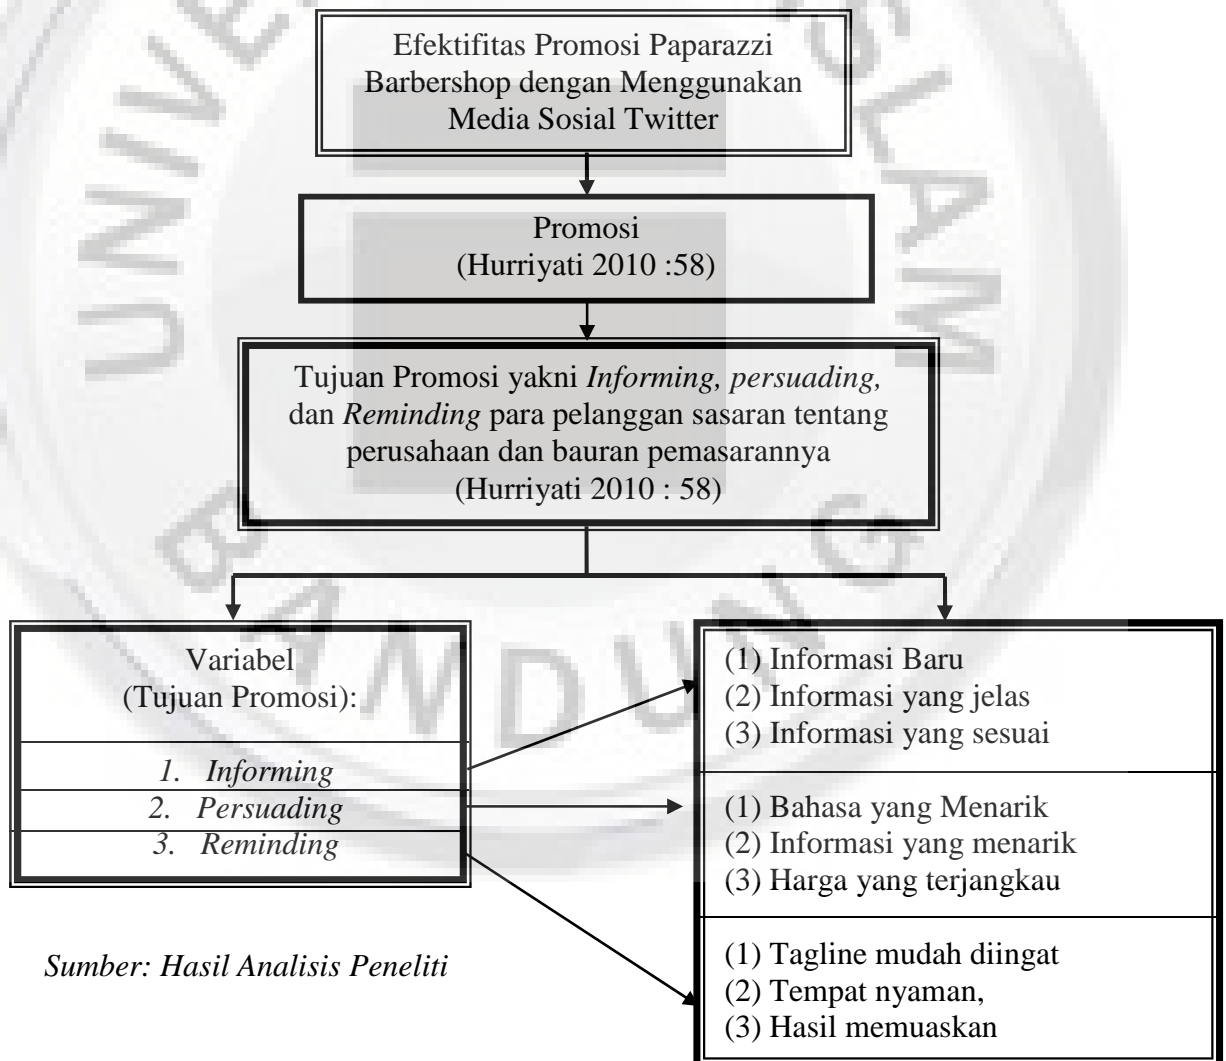 UNIVE
SLAM
BANDUNG
Efektifitas Promosi Paparazzi
Barbershop dengan Menggunakan
Media Sosial Twitter
Promosi
(Hurriyati 2010 :58)
Tujuan Promosi yakni Informing, persuading,
dan Reminding para pelanggan sasaran tentang
perusahaan dan bauran pemasarannya
(Hurriyati 2010 : 58)
Variabel
(Tujuan Promosi):
1. Informing
2. Persuading
3. Reminding
(1) Informasi Baru
(2) Informasi yang jelas
(3) Informasi yang sesuai
(1) Bahasa yang Menarik
(2) Informasi yang menarik
(3) Harga yang terjangkau
(1) Tagline mudah diingat
(2) Tempat nyaman,
(3) Hasil memuaskan
Sumber: Hasil Analisis Peneliti